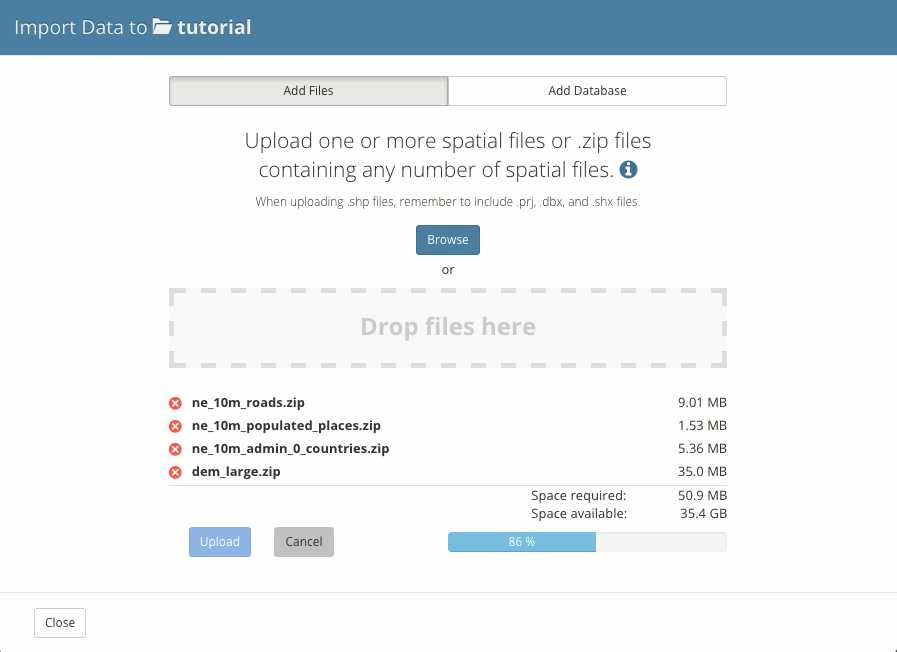 Import Data to tutorial
Add Files
Add Database
Upload one or more spatial files or .zip files
containing any number of spatial files.
When uploading .shp files, remember to include .prj, .dbx, and .shx files.
Browse
or
Drop files here
ne_10m_roads.zip 9.01 MB
ne_10m_populated_places.zip 1.53 MB
ne_10m_admin_0_countries.zip 5.36 MB
dem_large.zip 35.0 MB
Space required: 50.9 MB
Space available: 35.4 GB
Upload
Cancel
86 %
Close